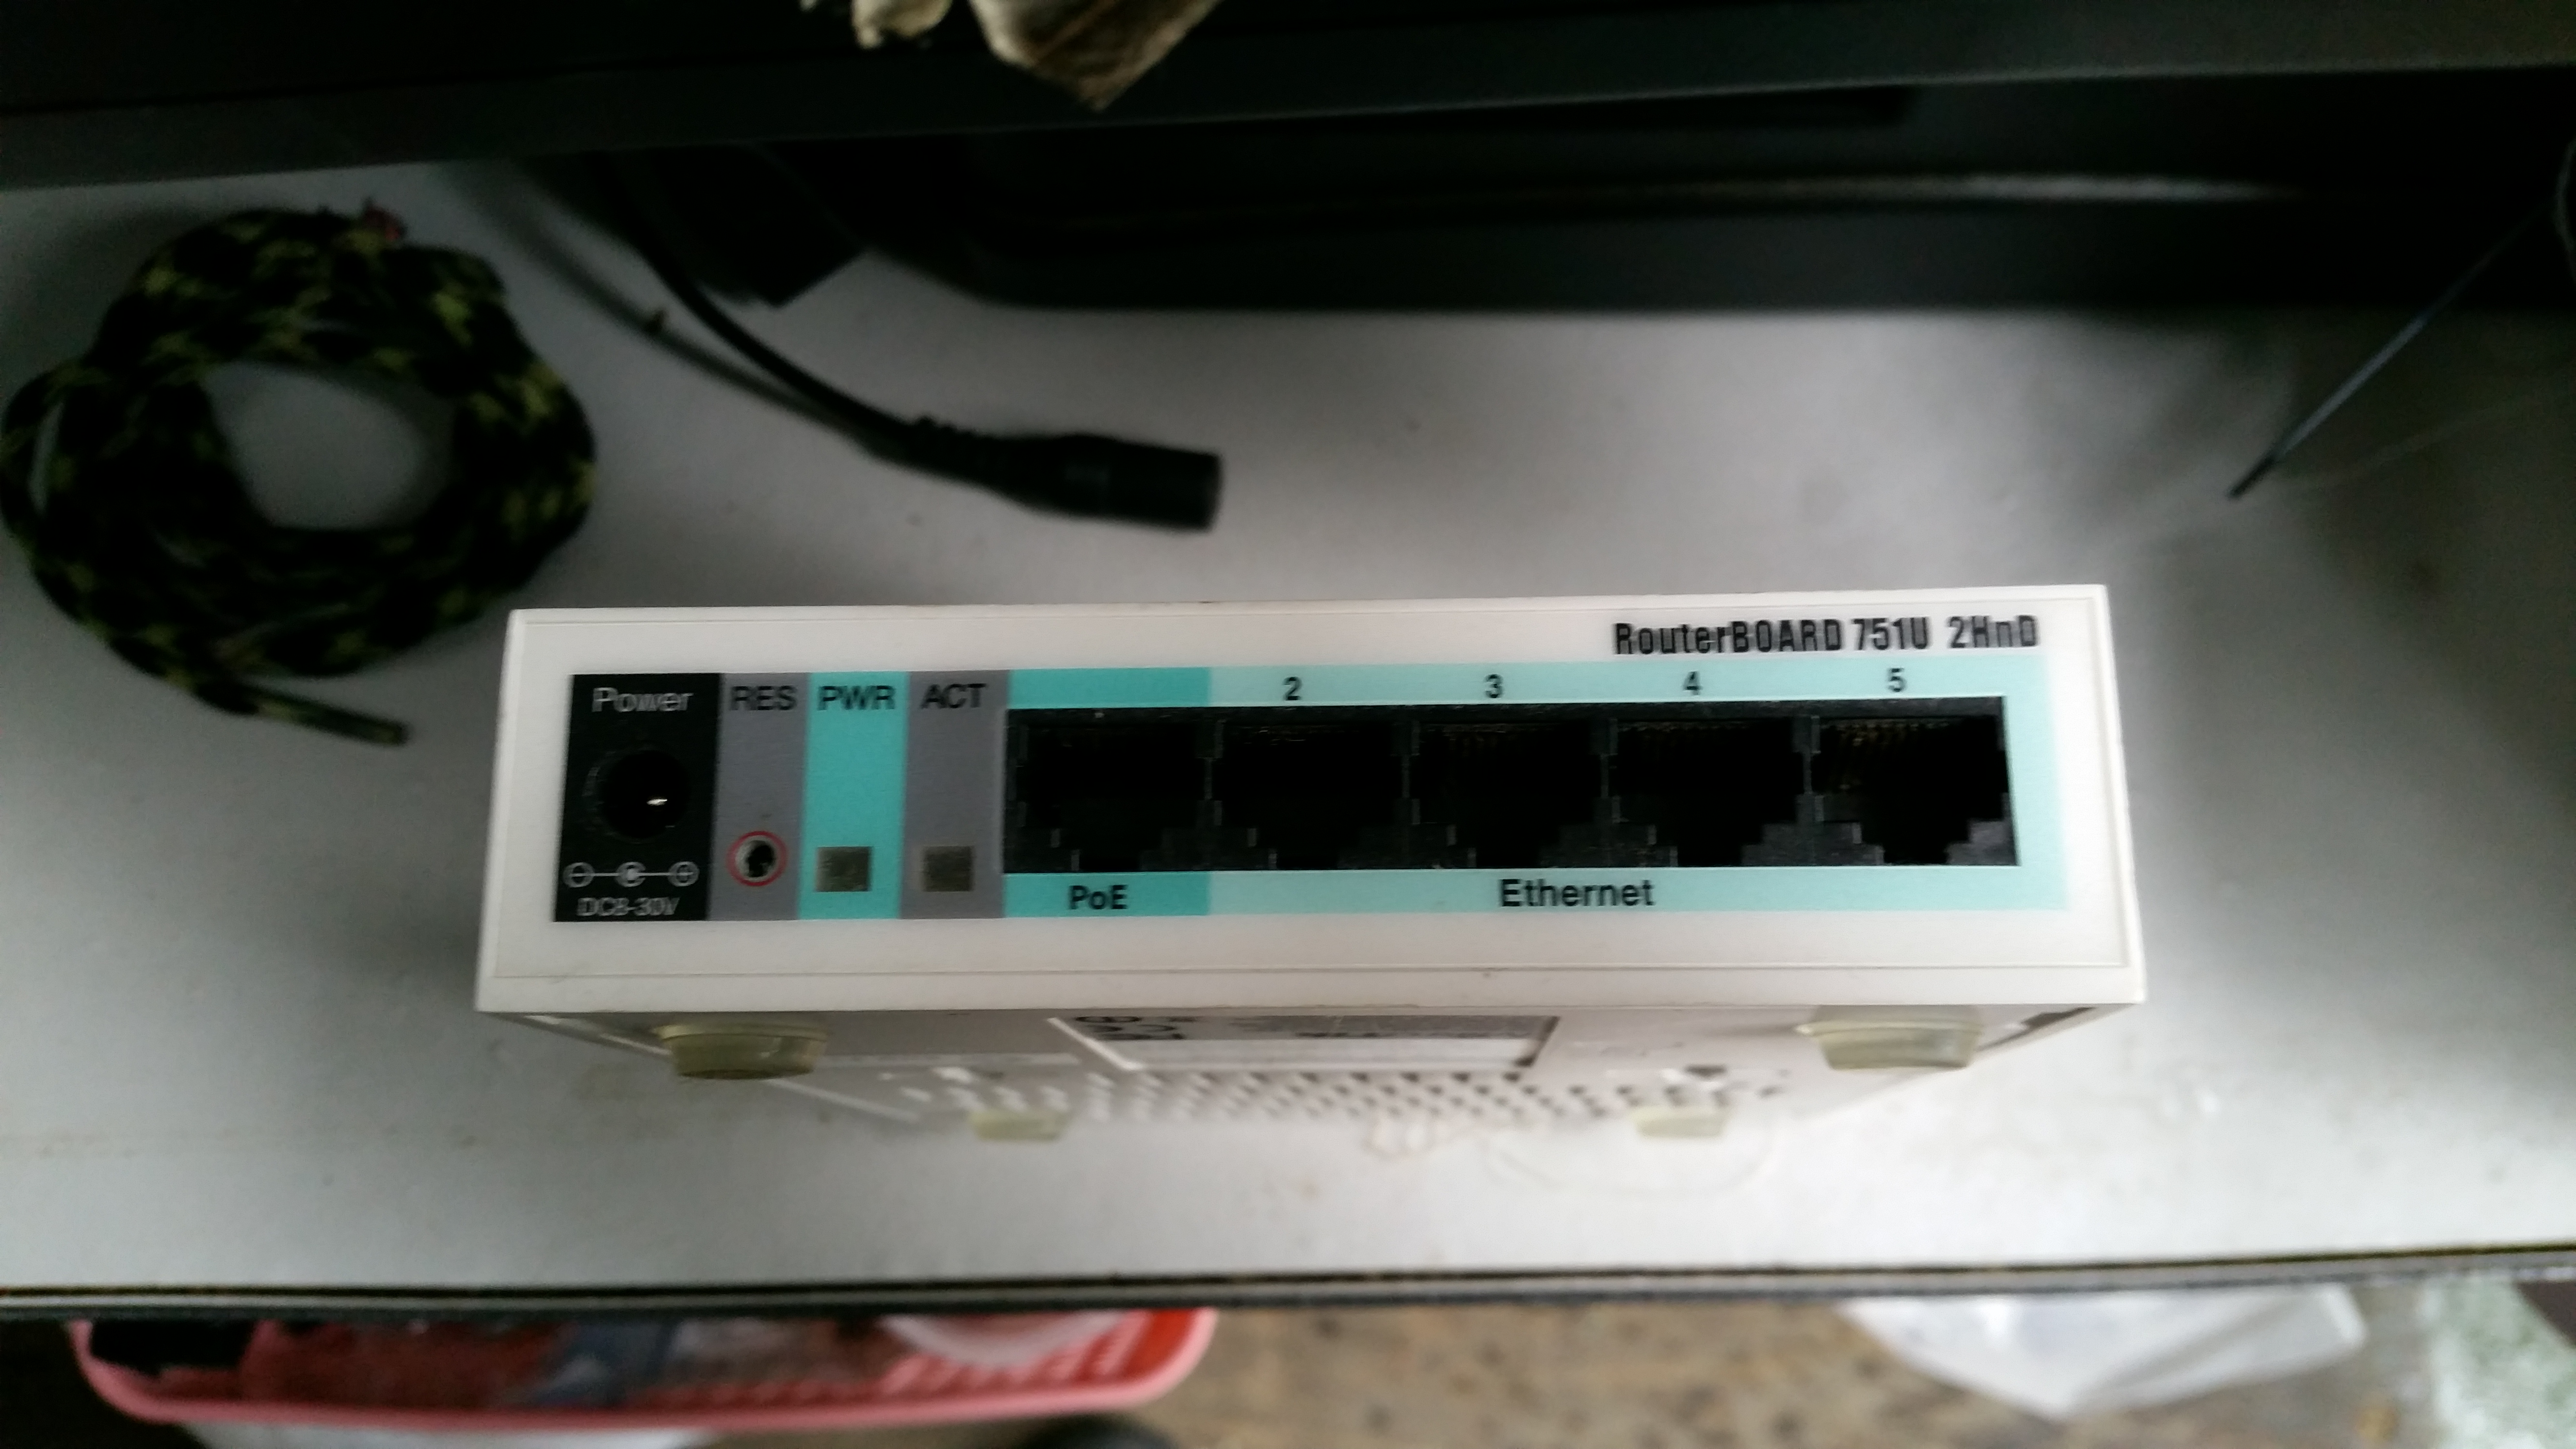 RouterBOARD 751U 2HnD
Power RES PWR ACT 2 3 4 5
DC8-30V
PoE Ethernet